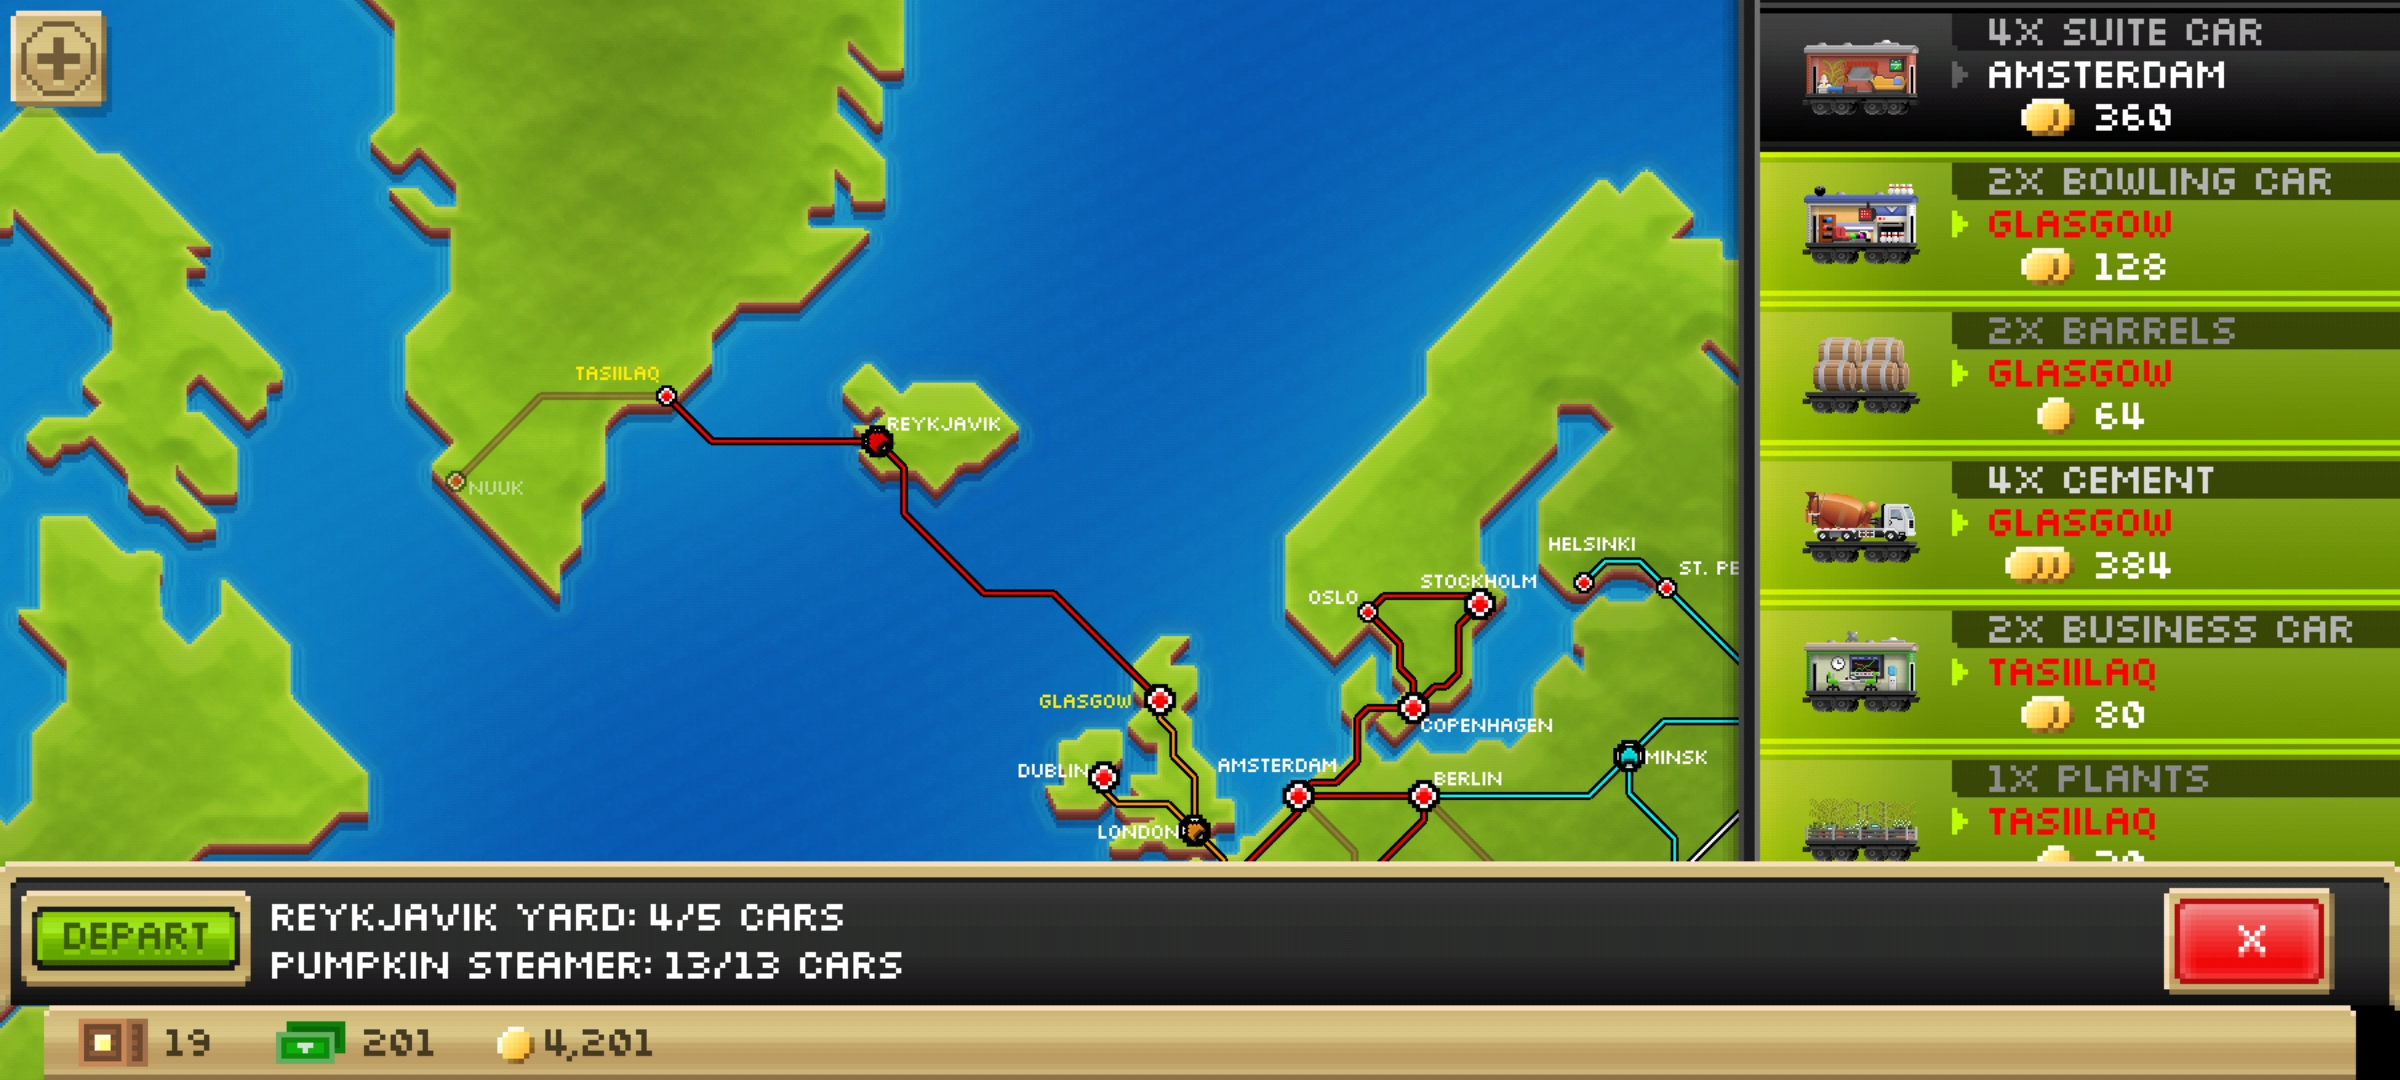 4X SUITE CAR
AMSTERDAM
360
2X BOWLING CAR
GLASGOW
128
2X BARRELS
GLASGOW
64
4X CEMENT
GLASGOW
384
2X BUSINESS CAR
TASIILAQ
80
1X PLANTS
TASIILAQ
TASIILAQ
REYKJAVIK
NUUK
HELSINKI
ST. PE
STOCKHOLM
OSLO
GLASGOW
COPENHAGEN
DUBLIN
AMSTERDAM
BERLIN
MINSK
LONDON
DEPART
REYKJAVIK YARD: 4/5 CARS
PUMPKIN STEAMER: 13/13 CARS
X
19
201
4,201